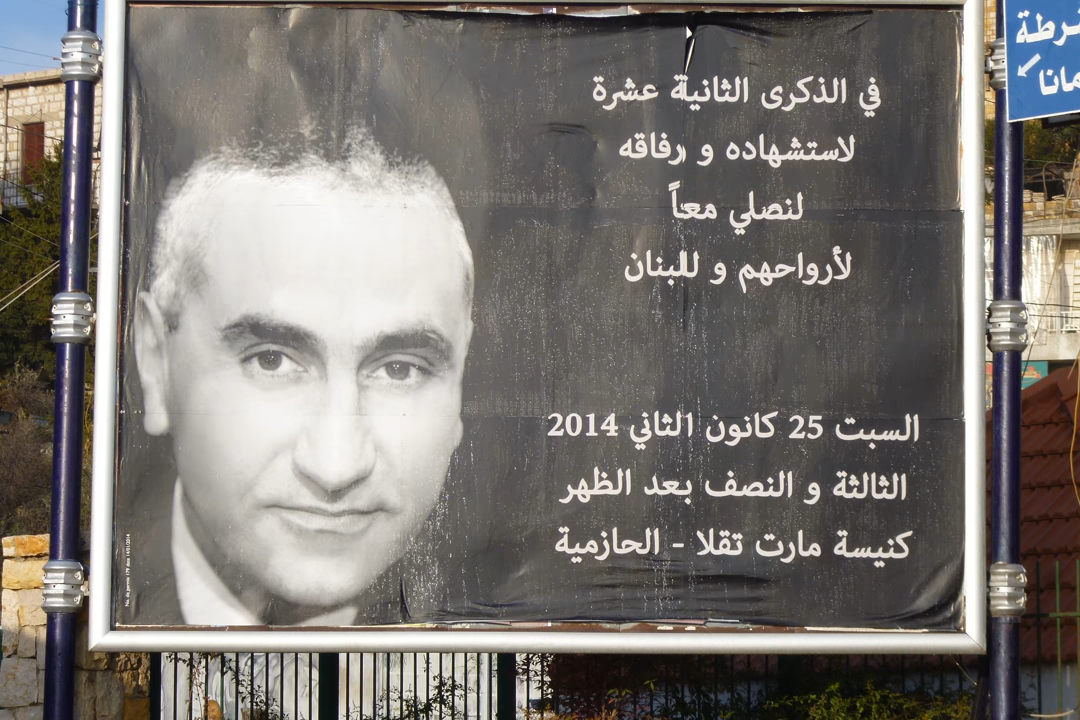 في الذكرى الثانية عشرة
لاستشهاده و رفاقه
لنصلي معاً
لأرواحهم و للبنان
السبت 25 كانون الثاني 2014
الثالثة و النصف بعد الظهر
كنيسة مارت تقلا - الحازمية